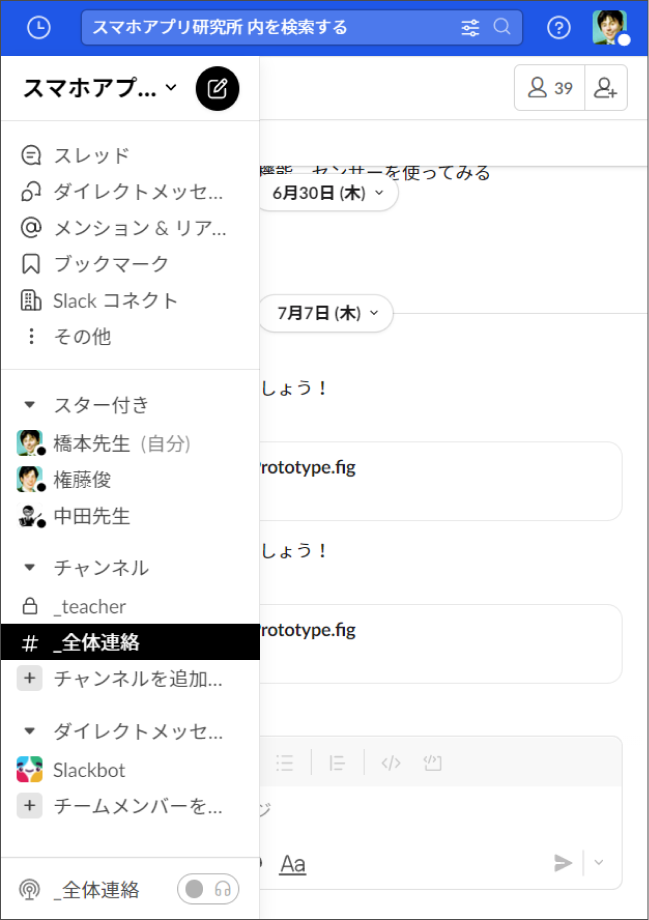 スマホアプリ研究所 内を検索する
スマホアプ...
39
スレッド
ダイレクトメッセ...
メンション & リア...
ブックマーク
Slack コネクト
その他
スター付き
橋本先生 (自分)
権藤俊
中田先生
チャンネル
_teacher
# _全体連絡
+ チャンネルを追加...
ダイレクトメッセ...
Slackbot
+ チームメンバーを...
_全体連絡
センサーを使ってみる
6月30日 (木)
7月7日 (木)
しょう！
rototype.fig
しょう！
rototype.fig
ジ
Aa